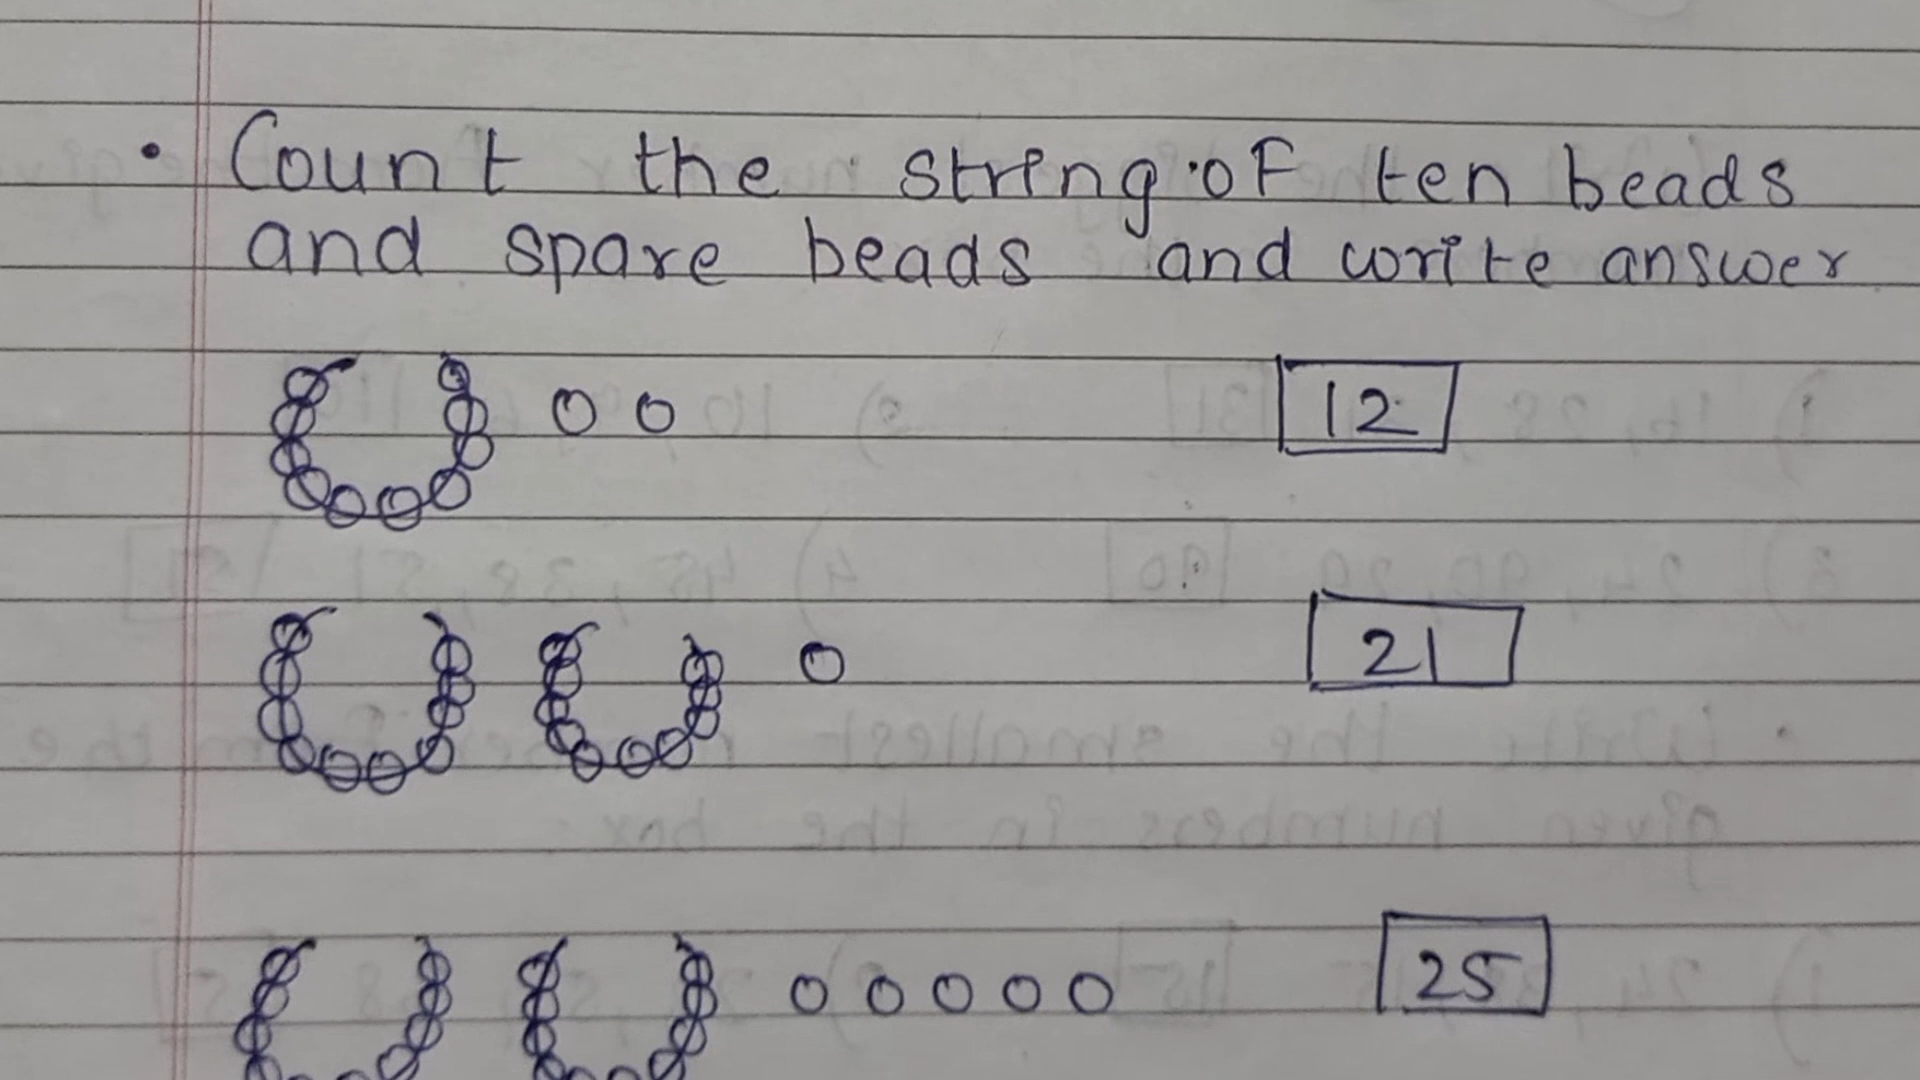 • Count the string of ten beads
and spare beads and write answer
12
21
25